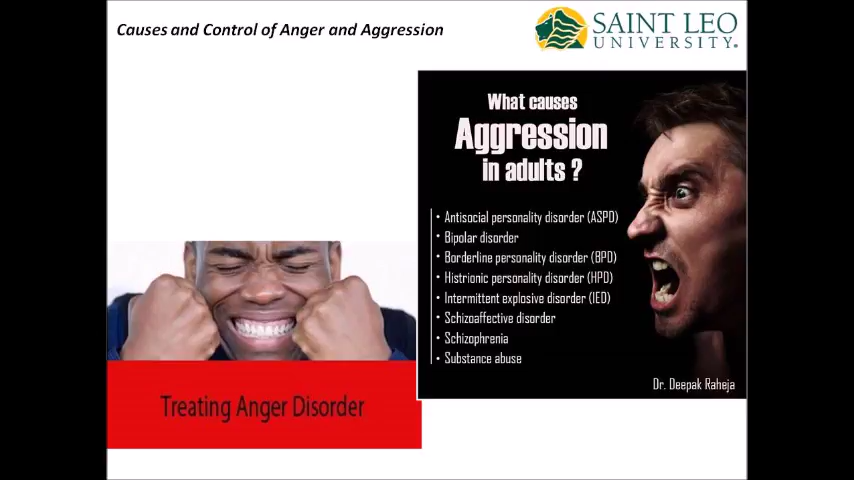 Causes and Control of Anger and Aggression
SAINT LEO
UNIVERSITY®
What causes
Aggression
in adults ?
• Antisocial personality disorder (ASPD)
• Bipolar disorder
• Borderline personality disorder (BPD)
• Histrionic personality disorder (HPD)
• Intermittent explosive disorder (IED)
• Schizoaffective disorder
• Schizophrenia
• Substance abuse
Dr. Deepak Raheja
Treating Anger Disorder